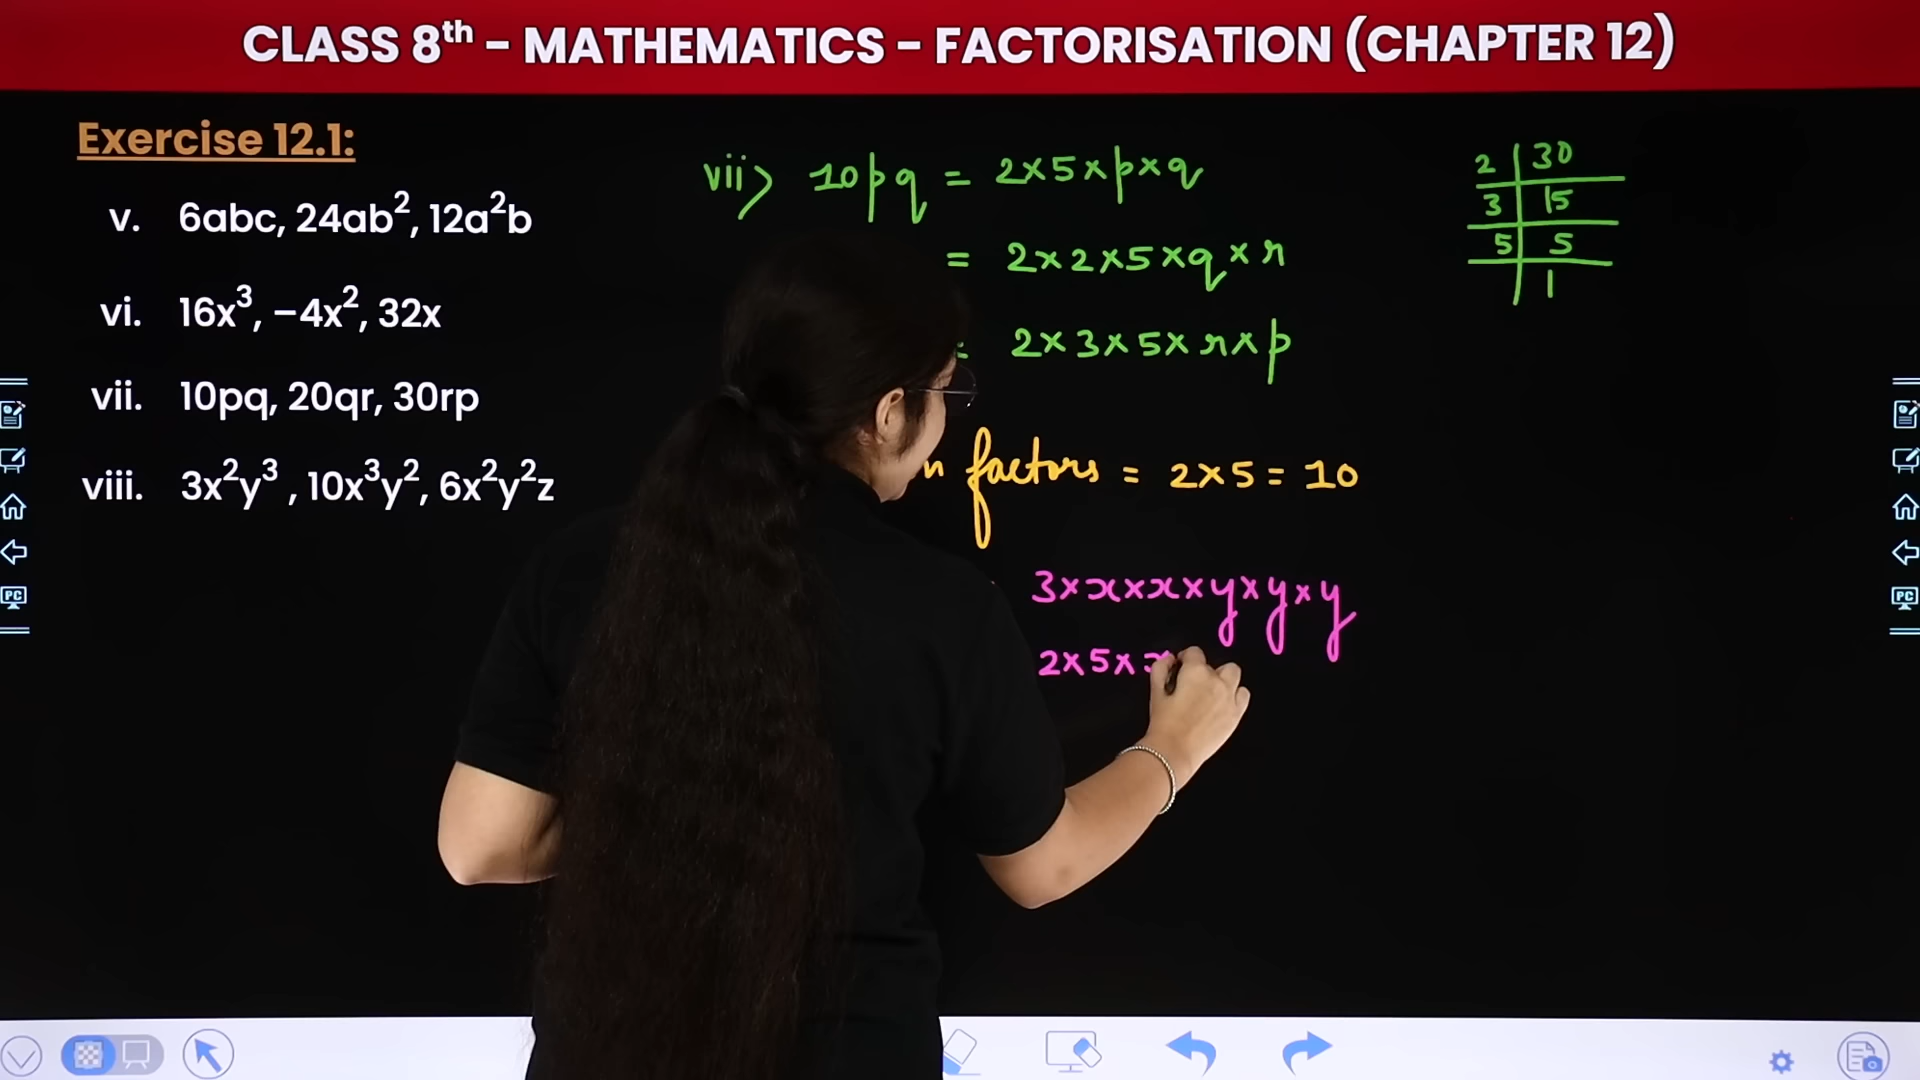 CLASS 8th - MATHEMATICS - FACTORISATION (CHAPTER 12)
Exercise 12.1:
v. 6abc, 24ab², 12a²b
vi. 16x³, –4x², 32x
vii. 10pq, 20qr, 30rp
viii. 3x²y³ , 10x³y², 6x²y²z
vii> 10pq = 2×5×p×q
= 2×2×5×q×r
= 2×3×5×r×p
n factors = 2×5 = 10
3×x×x×y×y×y
2×5×x
2 | 30
3 | 15
5 | 5
| 1
PC
PC